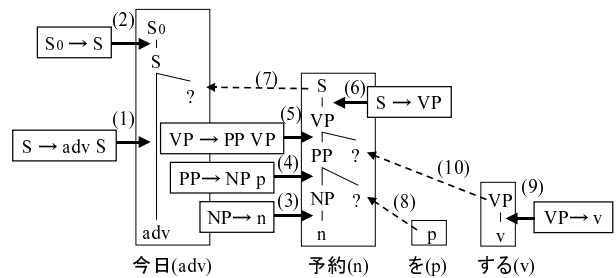 (2)
S₀
S₀ → S
S
(7)
S
(6)
?
S → VP
(1)
(5)
VP
VP → PP VP
S → adv S
PP
?
(10)
(4)
PP→ NP p
(9)
NP
?
(8)
VP
(3)
NP→ n
VP→ v
adv
n
p
v
今日(adv)
予約(n)
を(p)
する(v)